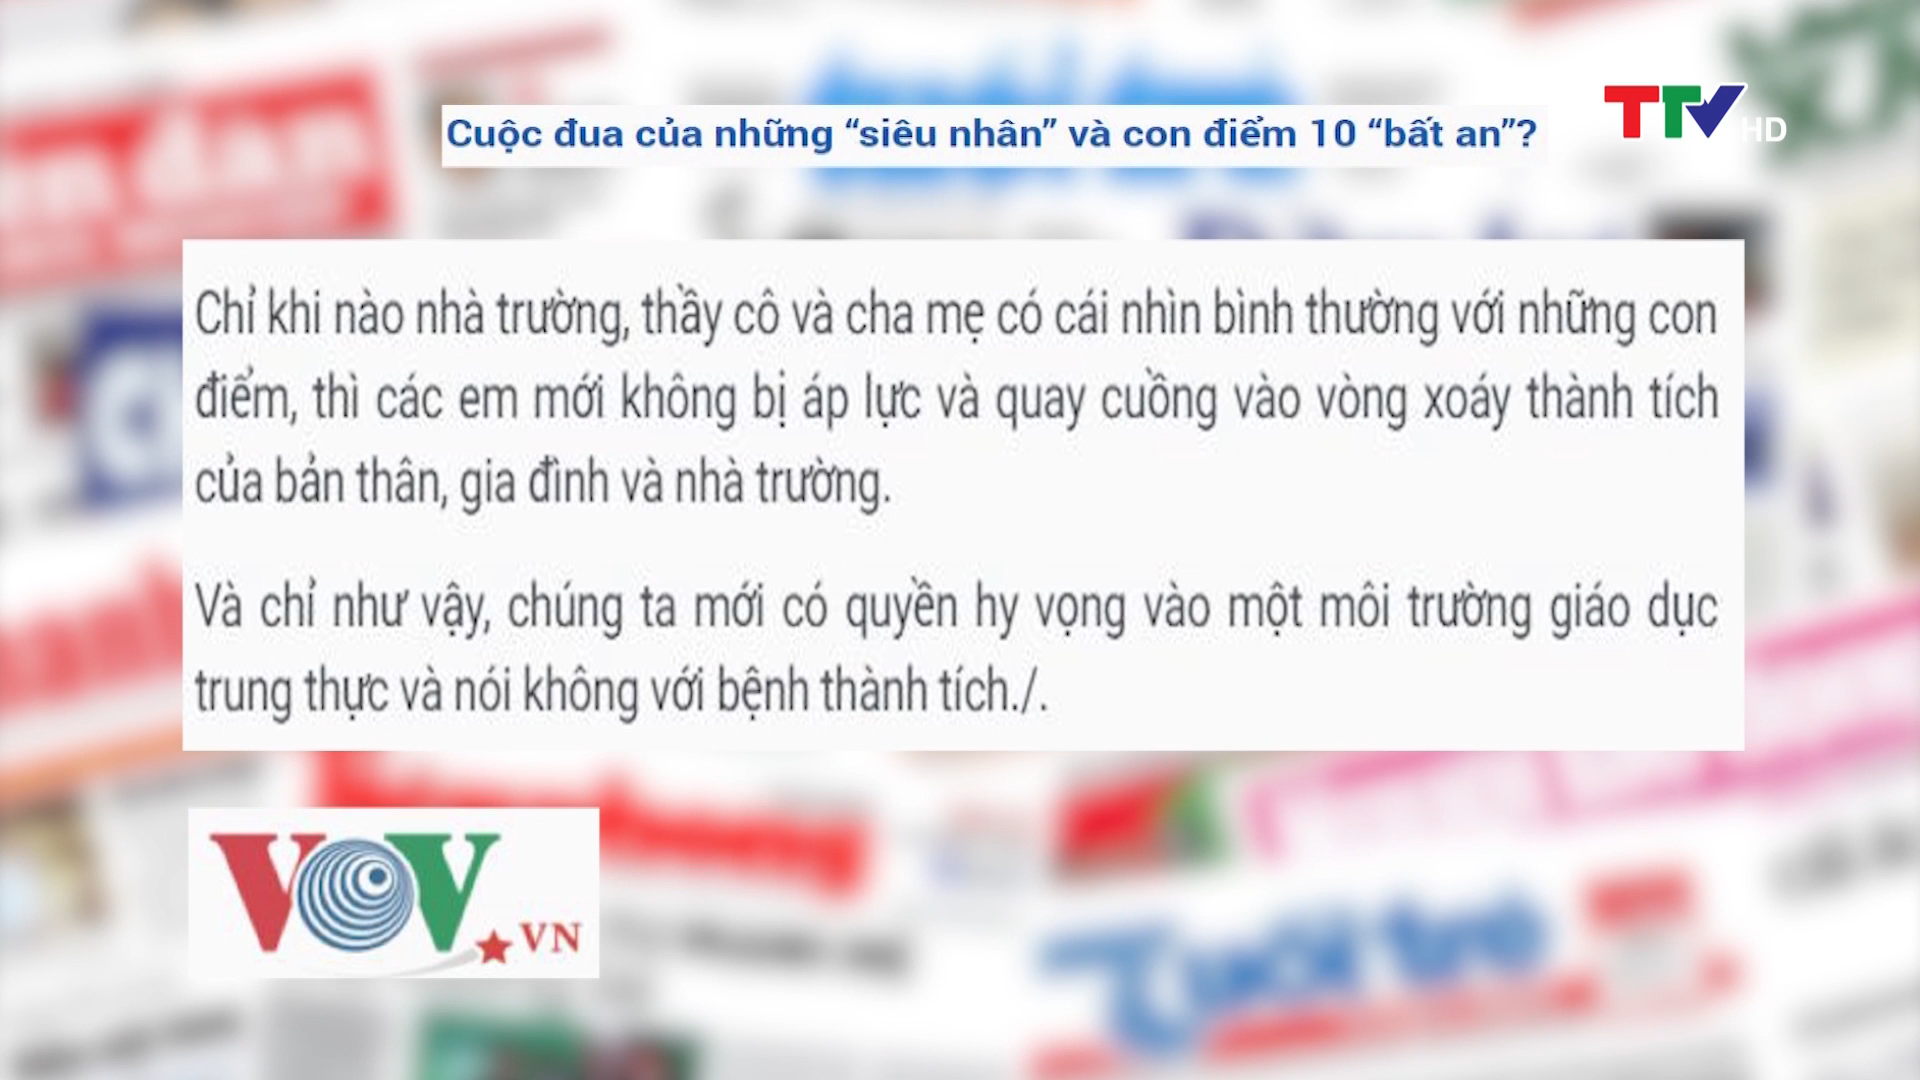 TTV HD
Cuộc đua của những “siêu nhân” và con điểm 10 “bất an”?
Chỉ khi nào nhà trường, thầy cô và cha mẹ có cái nhìn bình thường với những con
điểm, thì các em mới không bị áp lực và quay cuồng vào vòng xoáy thành tích
của bản thân, gia đình và nhà trường.
Và chỉ như vậy, chúng ta mới có quyền hy vọng vào một môi trường giáo dục
trung thực và nói không với bệnh thành tích./.
VOV.VN
Tuổi trẻ